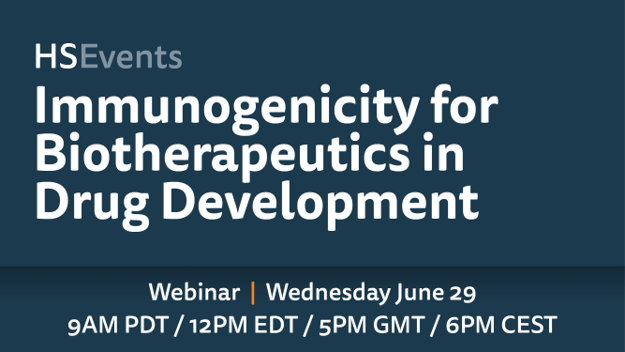 HSEvents
Immunogenicity for
Biotherapeutics in
Drug Development
Webinar | Wednesday June 29
9AM PDT / 12PM EDT / 5PM GMT / 6PM CEST